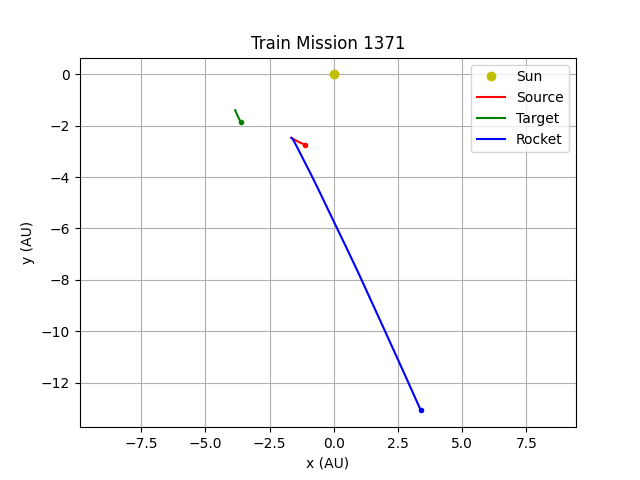 Train Mission 1371
Sun
Source
Target
Rocket
y (AU)
0
−2
−4
−6
−8
−10
−12
−7.5
−5.0
−2.5
0.0
2.5
5.0
7.5
x (AU)